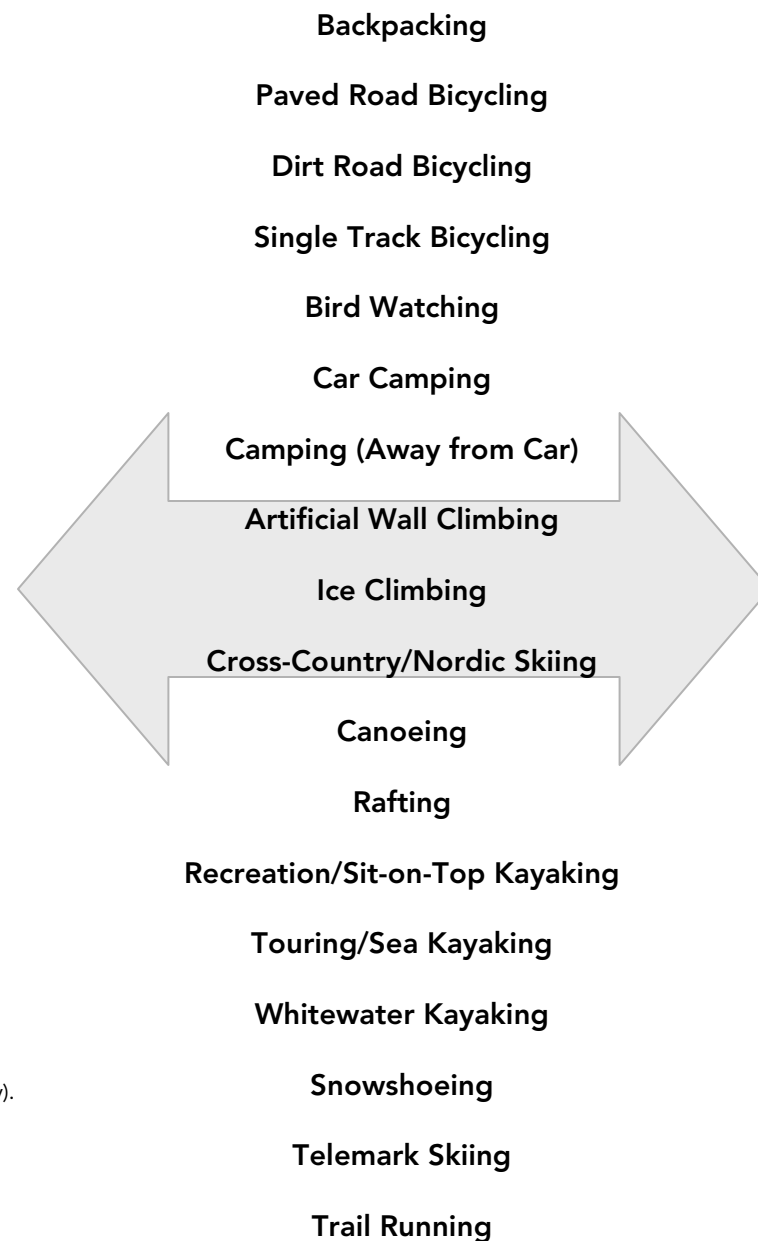 Backpacking
Paved Road Bicycling
Dirt Road Bicycling
Single Track Bicycling
Bird Watching
Car Camping
Camping (Away from Car)
Artificial Wall Climbing
Ice Climbing
Cross-Country/Nordic Skiing
Canoeing
Rafting
Recreation/Sit-on-Top Kayaking
Touring/Sea Kayaking
Whitewater Kayaking
Snowshoeing
Telemark Skiing
Trail Running